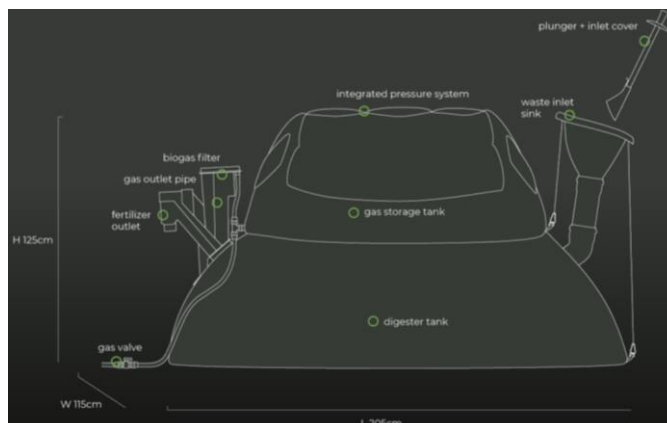 plunger + inlet cover
integrated pressure system
waste inlet
sink
biogas filter
gas outlet pipe
fertilizer
outlet
gas storage tank
H 125cm
digester tank
gas valve
W 115cm
L 205cm